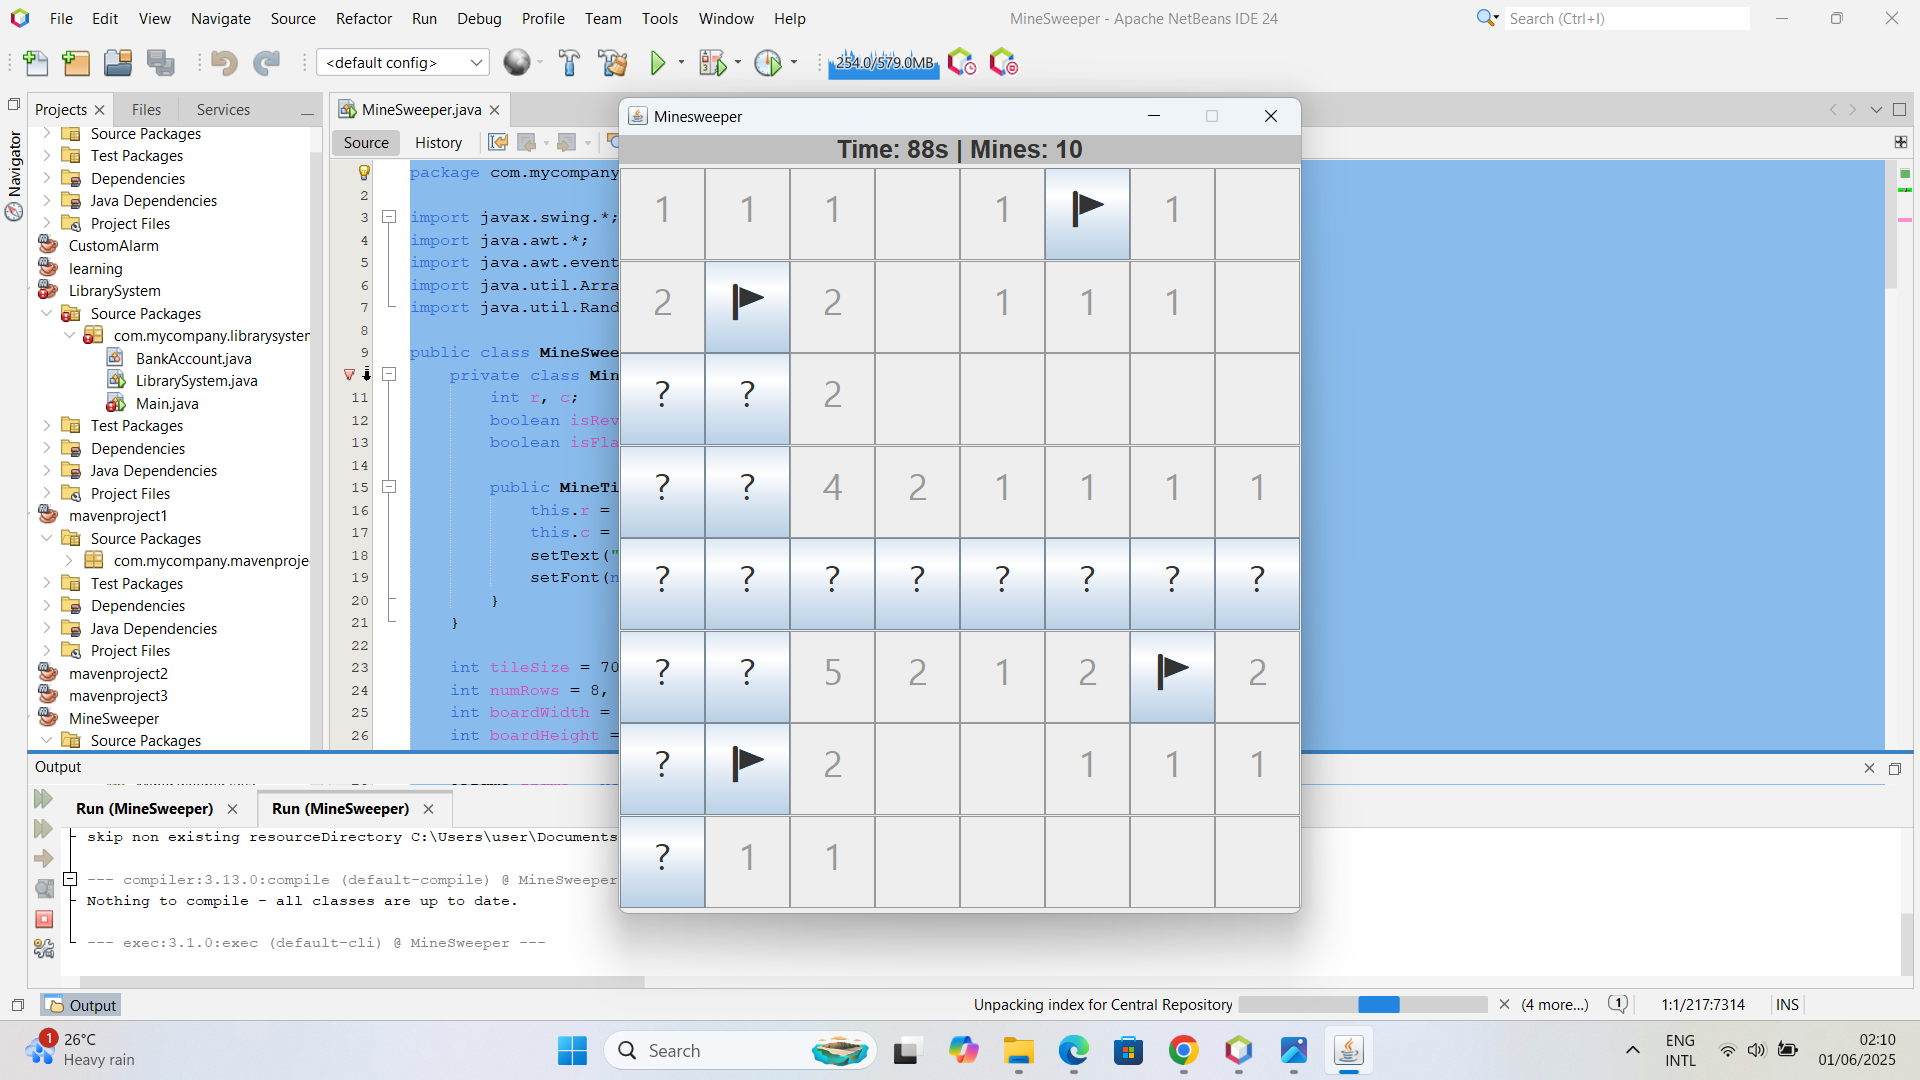 File Edit View Navigate Source Refactor Run Debug Profile Team Tools Window Help
MineSweeper - Apache NetBeans IDE 24
Search (Ctrl+I)
<default config>
254.0/579.0MB
Navigator
Projects
Files
Services
Source Packages
Test Packages
Dependencies
Java Dependencies
Project Files
CustomAlarm
learning
LibrarySystem
Source Packages
com.mycompany.librarysyster
BankAccount.java
LibrarySystem.java
Main.java
Test Packages
Dependencies
Java Dependencies
Project Files
mavenproject1
Source Packages
com.mycompany.mavenproje
Test Packages
Dependencies
Java Dependencies
Project Files
mavenproject2
mavenproject3
MineSweeper
Source Packages
MineSweeper.java
Source
History
package com.mycompany
2
3 import javax.swing.*;
4 import java.awt.*;
5 import java.awt.event
6 import java.util.Arra
7 import java.util.Rand
8
9 public class MineSwee
private class Min
11 int r, c;
12 boolean isRev
13 boolean isFla
14
15 public MineTi
16 this.r =
17 this.c =
18 setText("
19 setFont(n
20 }
21 }
22
23 int tileSize = 70
24 int numRows = 8,
25 int boardWidth =
26 int boardHeight =
Minesweeper
Time: 88s | Mines: 10
1 1 1 1 1
2 2 1 1 1
? ? 2
? ? 4 2 1 1 1 1
? ? ? ? ? ? ? ?
? ? 5 2 1 2 2
? 2 1 1 1
? 1 1
Output
Run (MineSweeper)
Run (MineSweeper)
skip non existing resourceDirectory C:\Users\user\Documents
--- compiler:3.13.0:compile (default-compile) @ MineSweeper
Nothing to compile - all classes are up to date.
--- exec:3.1.0:exec (default-cli) @ MineSweeper ---
Output
Unpacking index for Central Repository
(4 more...)
1
1:1/217:7314
INS
1
26°C
Heavy rain
Search
ENG
INTL
02:10
01/06/2025